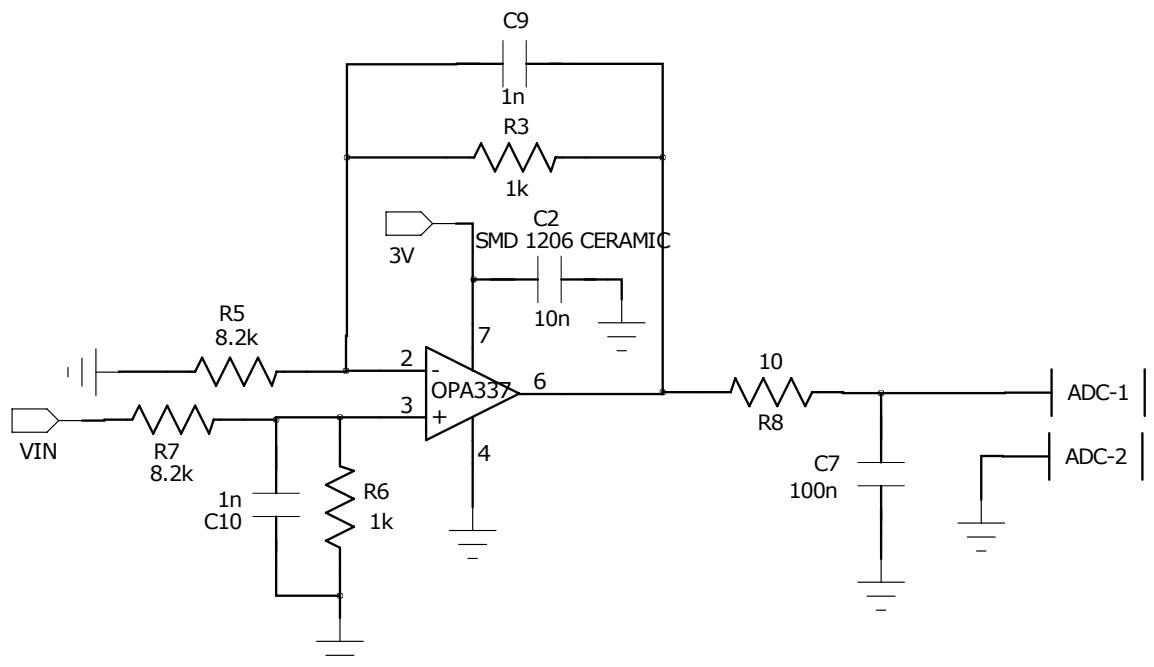 C9
1n
R3
1k
3V
C2
SMD 1206 CERAMIC
10n
R5
8.2k
7
2
-
OPA337
6
3
+
4
VIN
R7
8.2k
1n
C10
R6
1k
10
R8
ADC-1
ADC-2
C7
100n